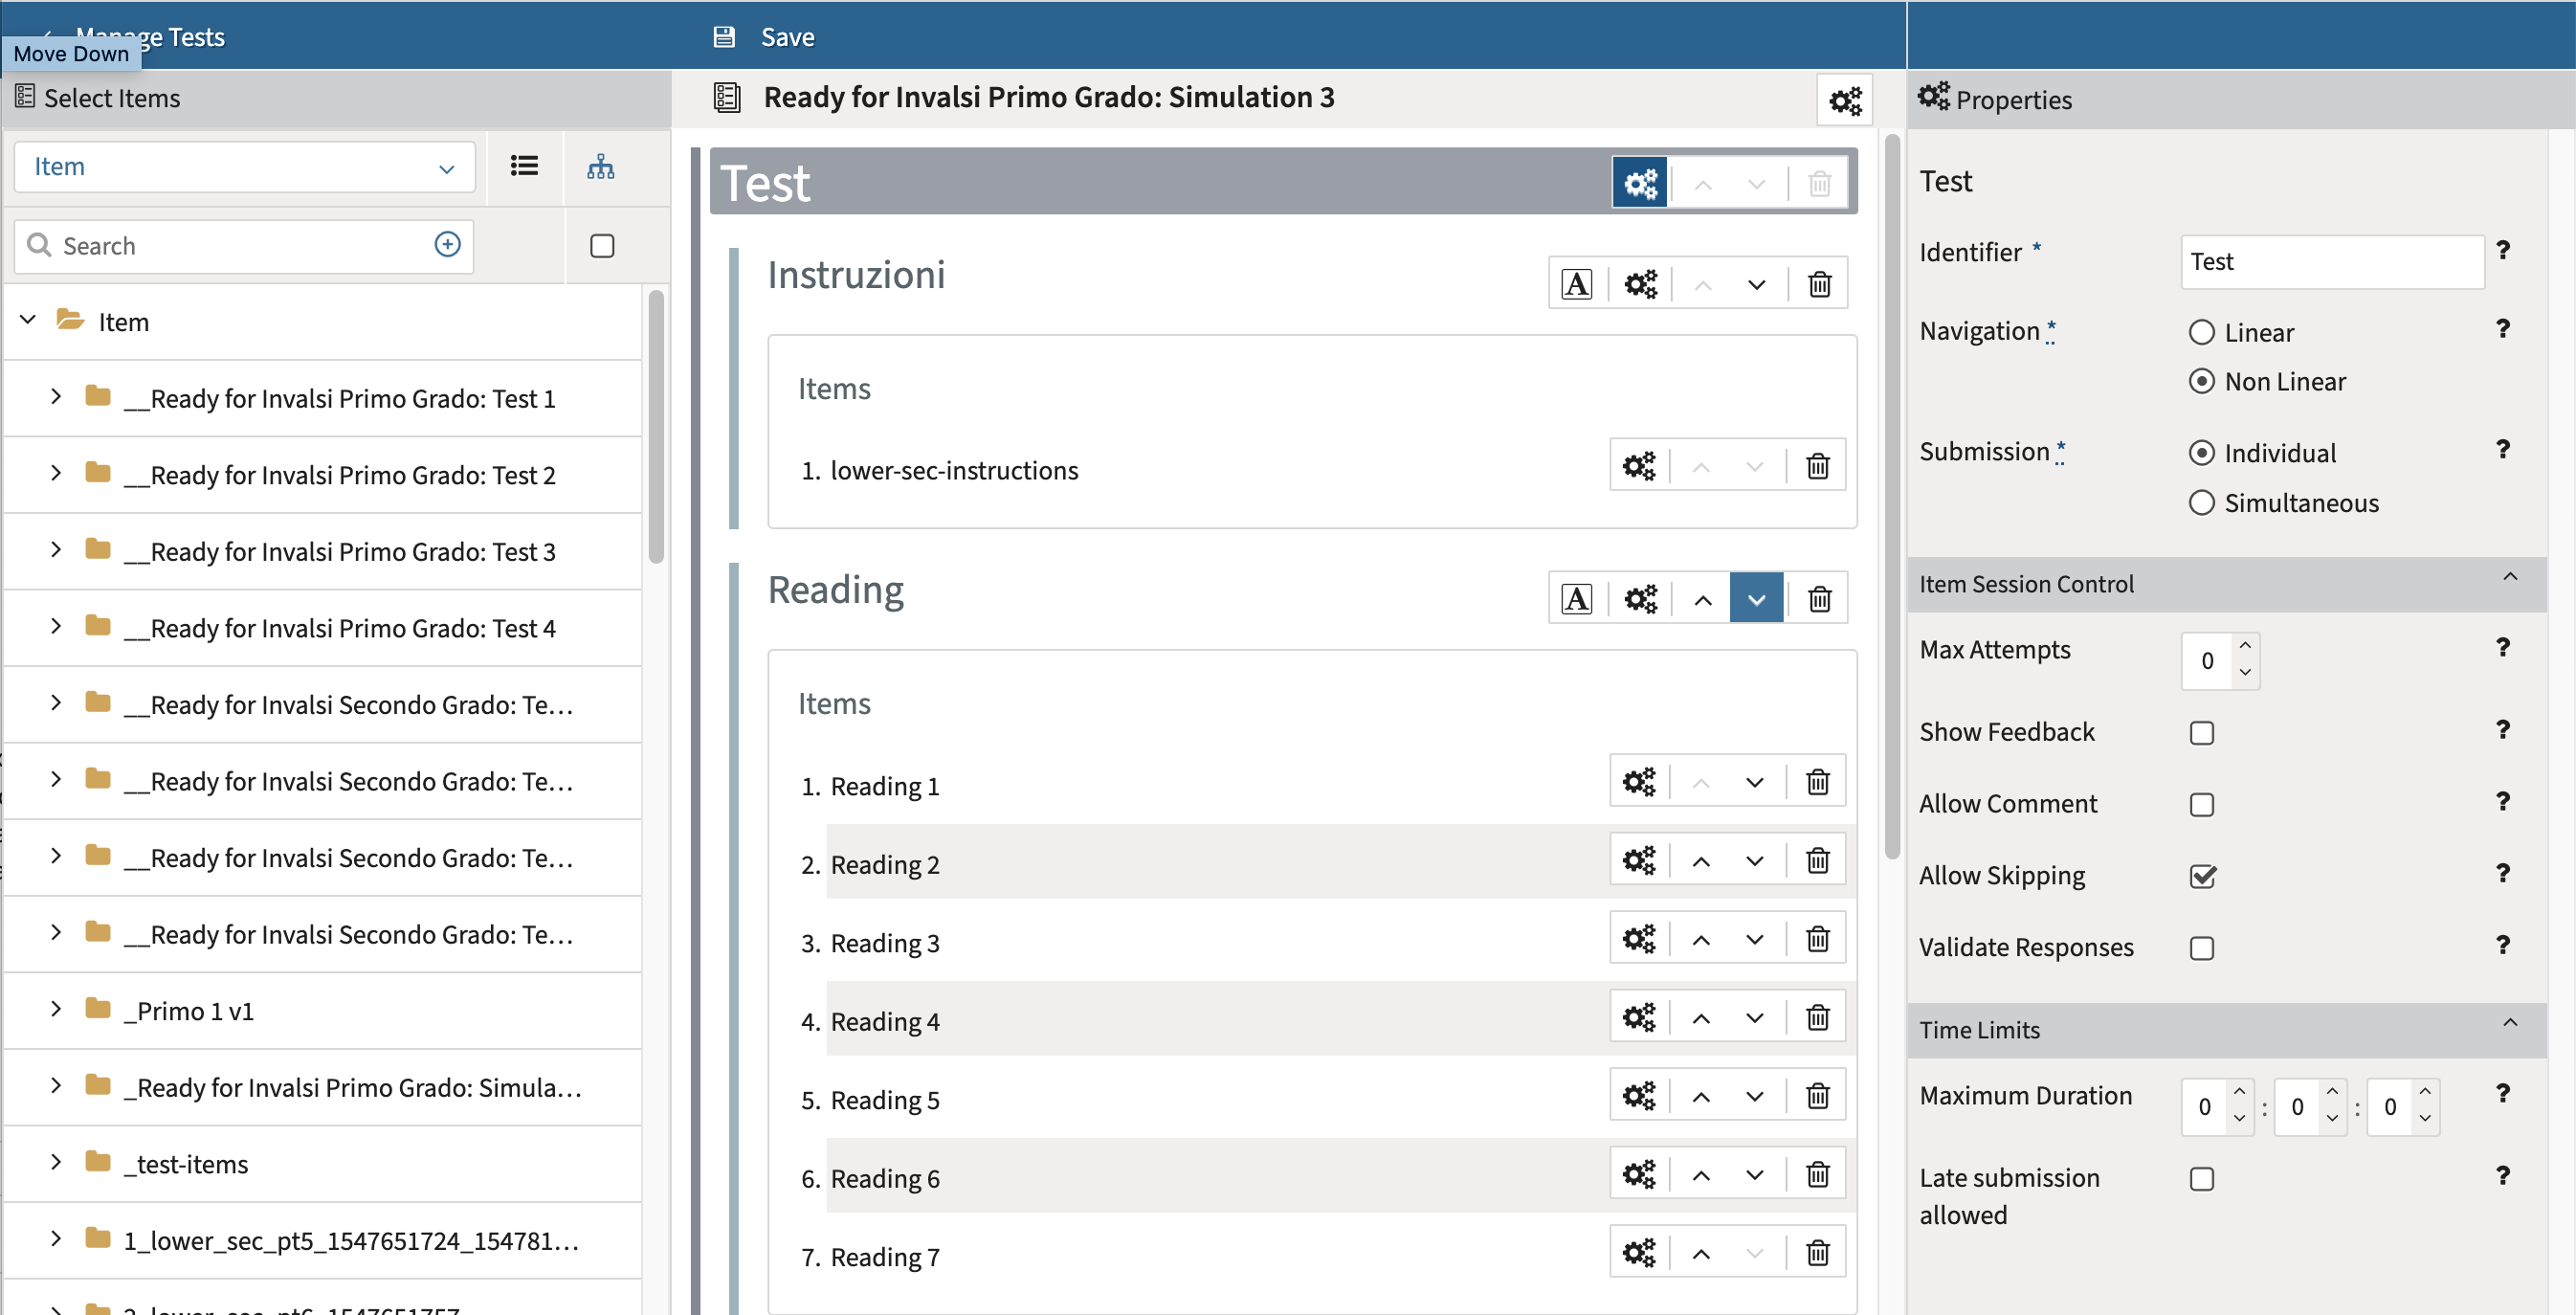 Manage Tests
Move Down
Save
Select Items
Ready for Invalsi Primo Grado: Simulation 3
Properties
Item
Search
Item
__Ready for Invalsi Primo Grado: Test 1
__Ready for Invalsi Primo Grado: Test 2
__Ready for Invalsi Primo Grado: Test 3
__Ready for Invalsi Primo Grado: Test 4
__Ready for Invalsi Secondo Grado: Te...
__Ready for Invalsi Secondo Grado: Te...
__Ready for Invalsi Secondo Grado: Te...
__Ready for Invalsi Secondo Grado: Te...
_Primo 1 v1
_Ready for Invalsi Primo Grado: Simula...
_test-items
1_lower_sec_pt5_1547651724_154781...
Test
Instruzioni
A
Items
1. lower-sec-instructions
Reading
A
Items
1. Reading 1
2. Reading 2
3. Reading 3
4. Reading 4
5. Reading 5
6. Reading 6
7. Reading 7
Test
Identifier * Test ?
Navigation * Linear ?
Non Linear
Submission * Individual ?
Simultaneous
Item Session Control
Max Attempts 0 ?
Show Feedback ?
Allow Comment ?
Allow Skipping ?
Validate Responses ?
Time Limits
Maximum Duration 0 : 0 : 0 ?
Late submission allowed ?